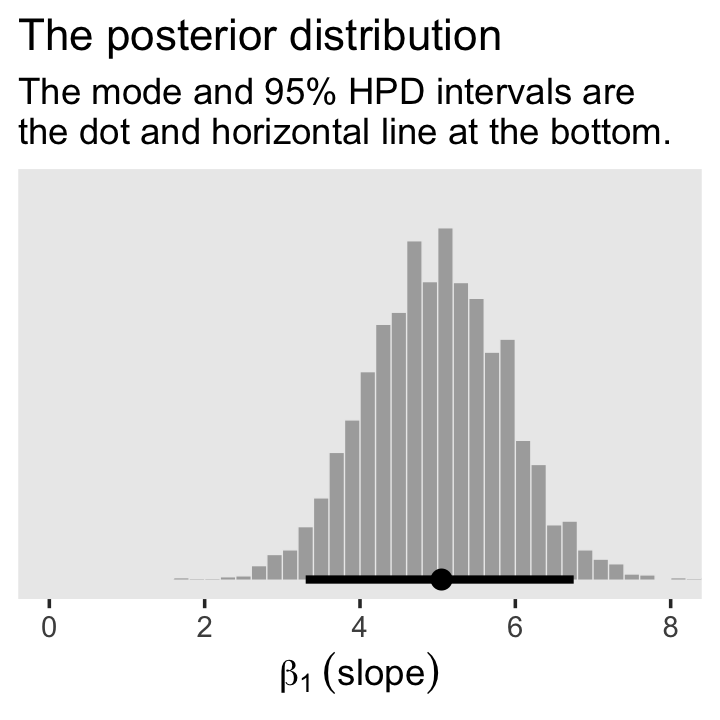 The posterior distribution
The mode and 95% HPD intervals are
the dot and horizontal line at the bottom.
0 2 4 6 8
β₁ (slope)